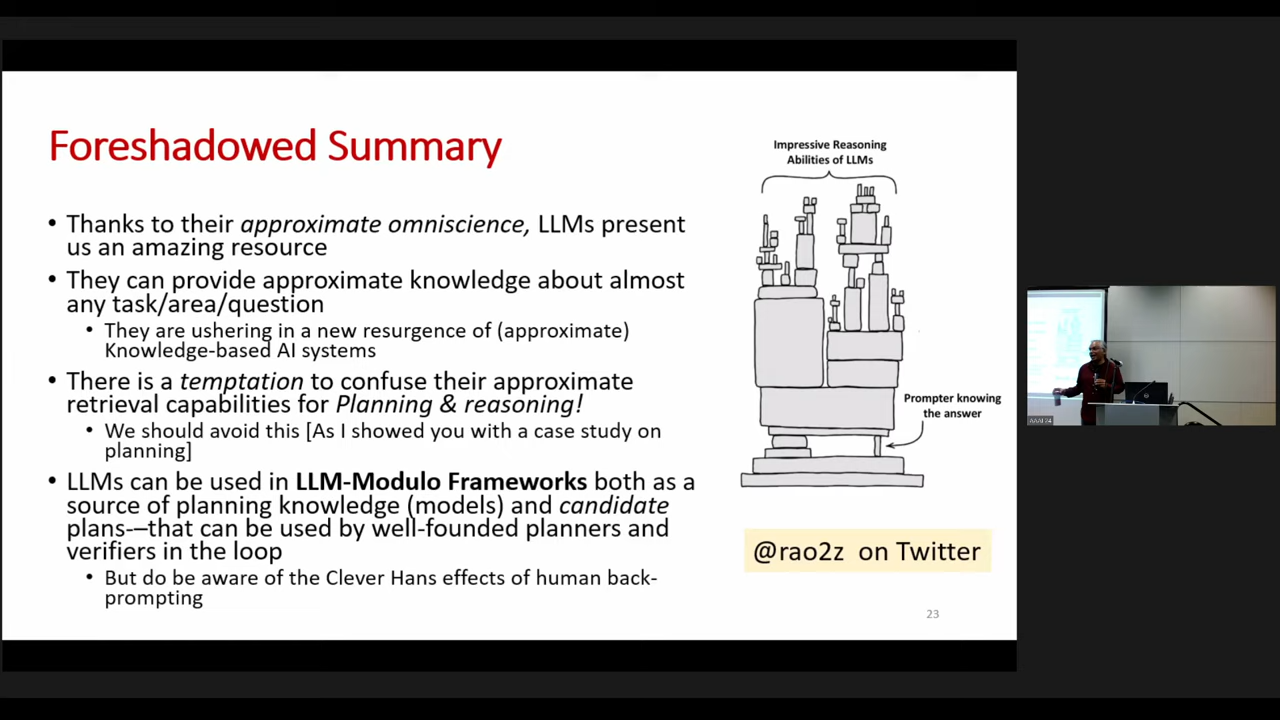 Foreshadowed Summary
• Thanks to their approximate omniscience, LLMs present
us an amazing resource
• They can provide approximate knowledge about almost
any task/area/question
• They are ushering in a new resurgence of (approximate)
Knowledge-based AI systems
• There is a temptation to confuse their approximate
retrieval capabilities for Planning & reasoning!
• We should avoid this [As I showed you with a case study on
planning]
• LLMs can be used in LLM-Modulo Frameworks both as a
source of planning knowledge (models) and candidate
plans-–that can be used by well-founded planners and
verifiers in the loop
• But do be aware of the Clever Hans effects of human back-
prompting
Impressive Reasoning
Abilities of LLMs
Prompter knowing
the answer
@rao2z on Twitter
23
AAAI 24